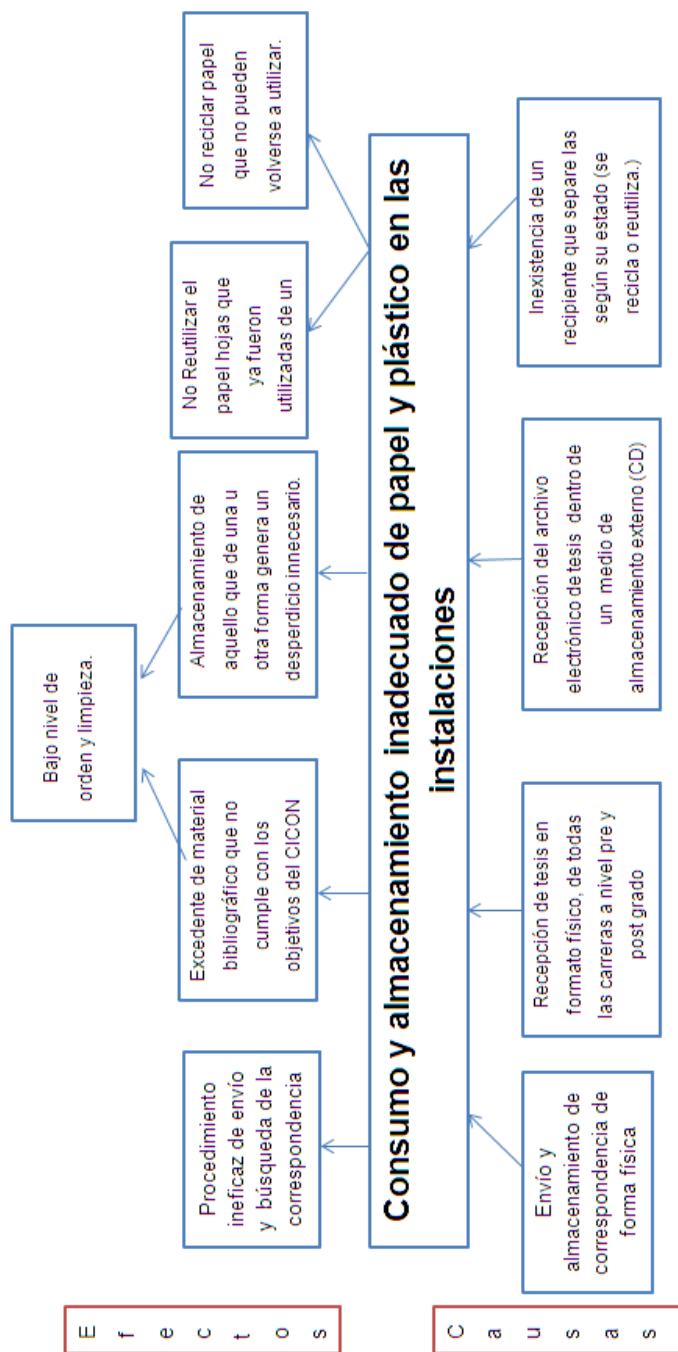 E
f
e
c
t
o
s
Bajo nivel de
orden y limpieza.
Procedimiento
ineficaz de envío
y búsqueda de la
correspondencia
Excedente de material
bibliográfico que no
cumple con los
objetivos del CICON
Almacenamiento de
aquello que de una u
otra forma genera un
desperdicio innecesario.
No Reutilizar el
papel hojas que
ya fueron
utilizadas de un
No reciclar papel
que no pueden
volverse a utilizar.
Consumo y almacenamiento inadecuado de papel y plástico en las
instalaciones
C
a
u
s
a
s
Envío y
almacenamiento de
correspondencia de
forma física
Recepción de tesis en
formato físico, de todas
las carreras a nivel pre y
post grado
Recepción del archivo
electrónico de tesis dentro de
un medio de
almacenamiento externo (CD)
Inexistencia de un
recipiente que separe las
según su estado (se
recicla o reutiliza.)